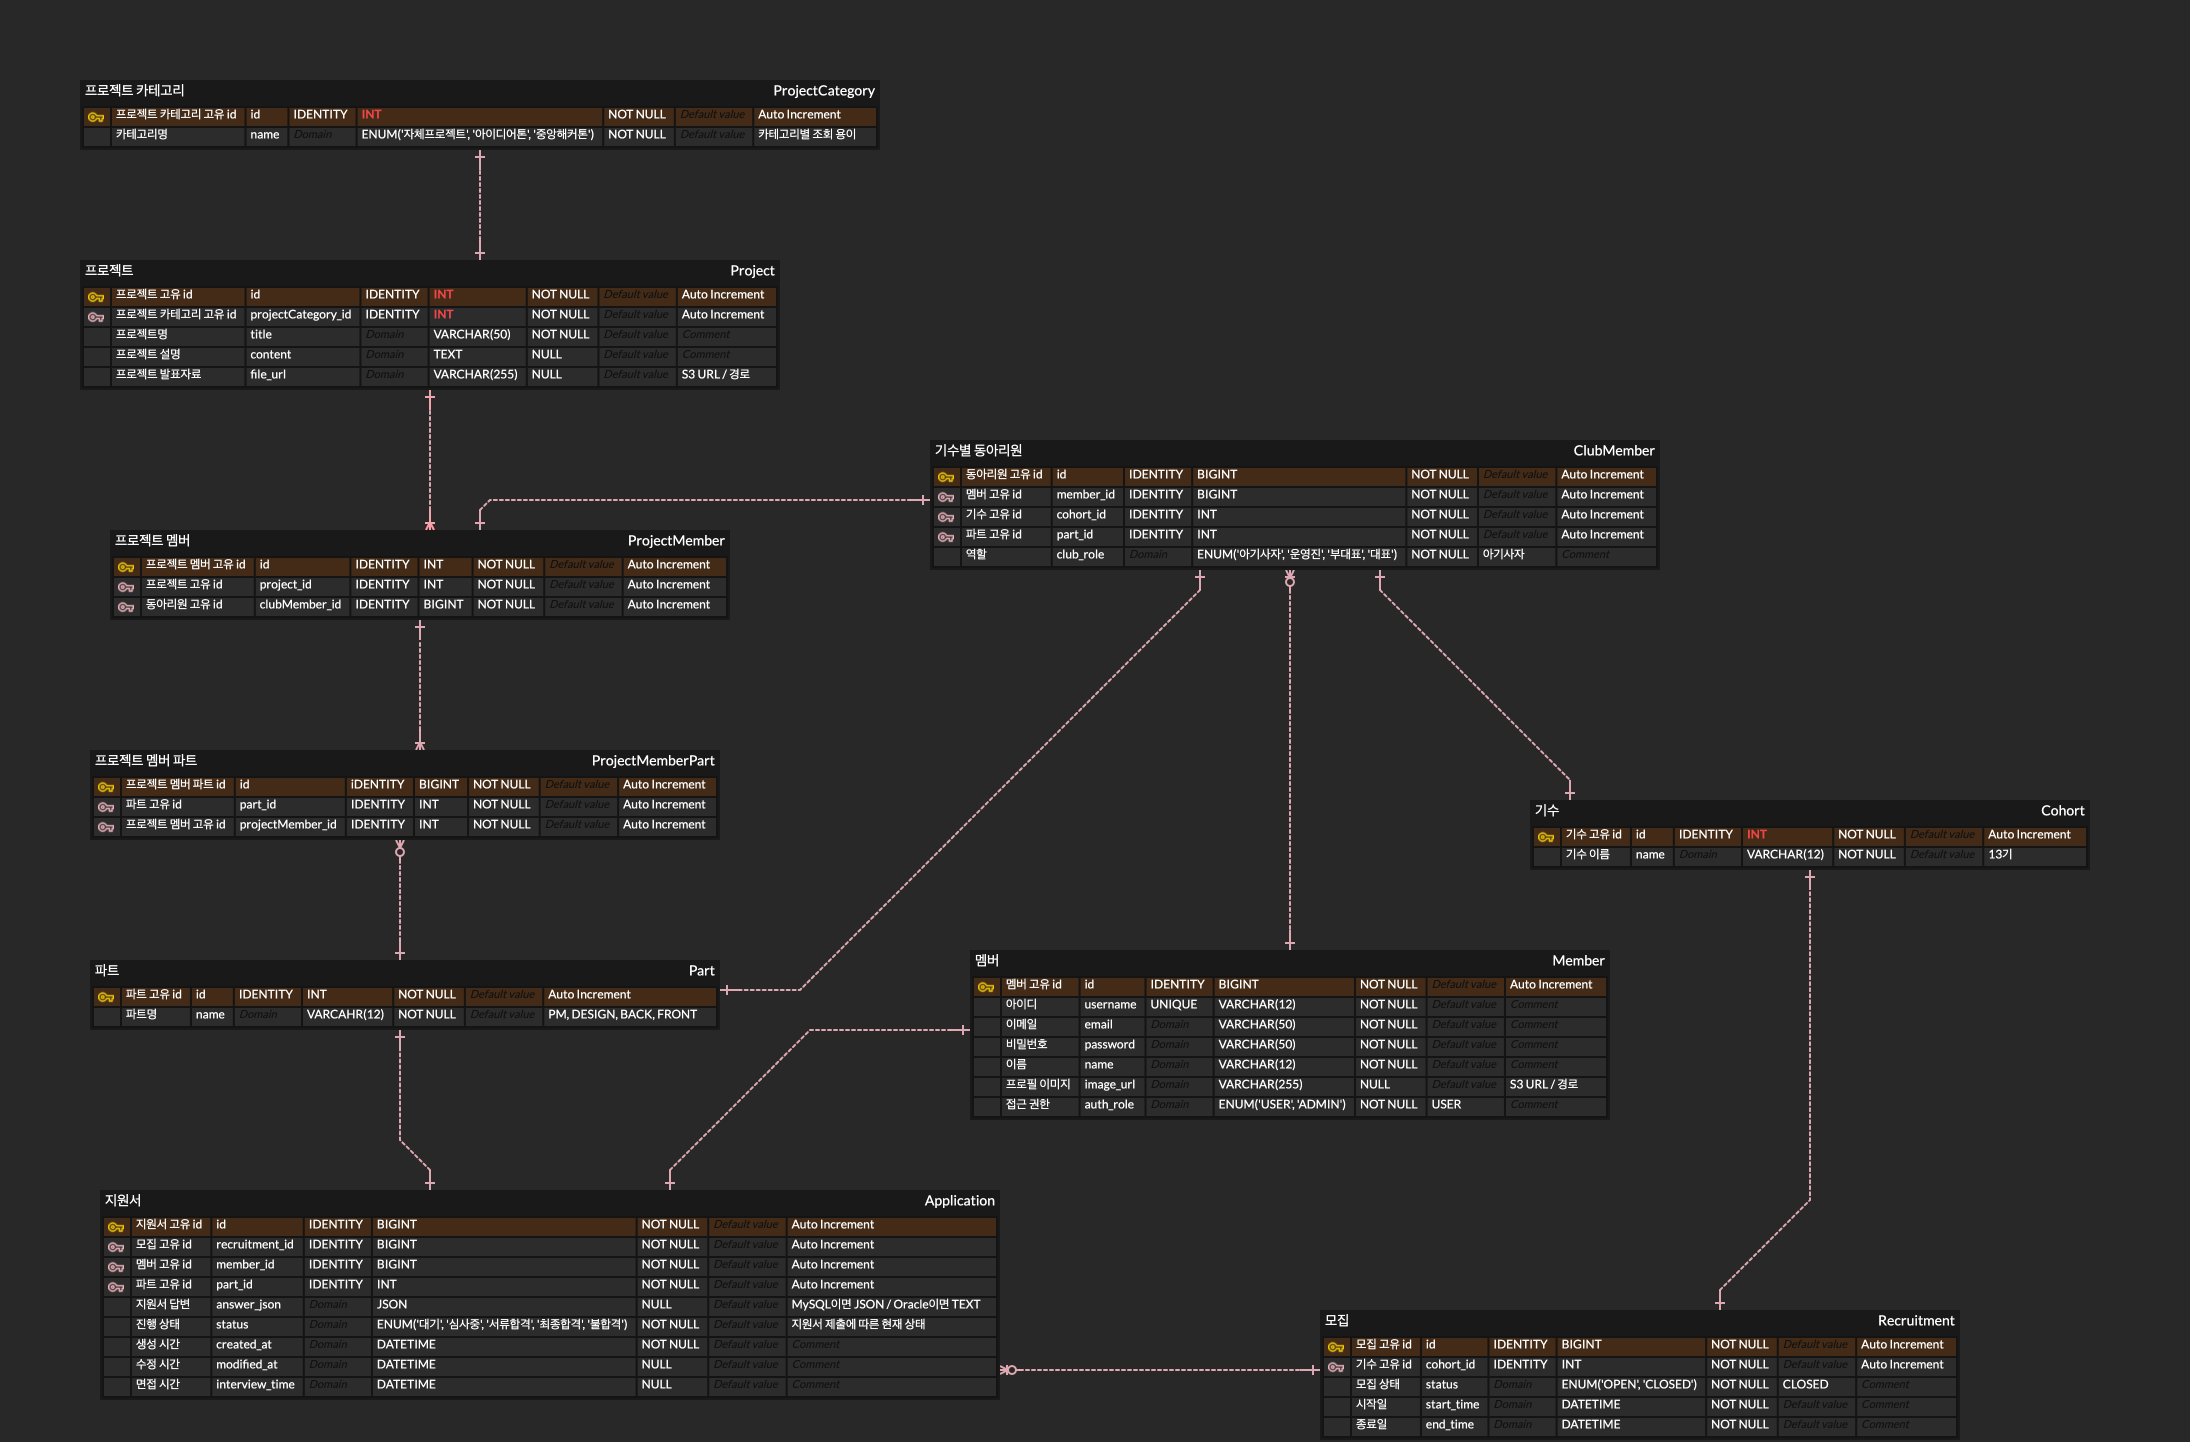 프로젝트 카테고리 ProjectCategory
프로젝트 카테고리 고유 id id IDENTITY INT NOT NULL Default value Auto Increment
카테고리명 name Domain ENUM('자체프로젝트', '아이디어톤', '중앙해커톤') NOT NULL Default value 카테고리별 조회 용이
프로젝트 Project
프로젝트 고유 id id IDENTITY INT NOT NULL Default value Auto Increment
프로젝트 카테고리 고유 id projectCategory_id IDENTITY INT NOT NULL Default value Auto Increment
프로젝트명 title Domain VARCHAR(50) NOT NULL Default value Comment
프로젝트 설명 content Domain TEXT NULL Default value Comment
프로젝트 발표자료 file_url Domain VARCHAR(255) NULL Default value S3 URL / 경로
기수별 동아리원 ClubMember
동아리원 고유 id id IDENTITY BIGINT NOT NULL Default value Auto Increment
멤버 고유 id member_id IDENTITY BIGINT NOT NULL Default value Auto Increment
기수 고유 id cohort_id IDENTITY INT NOT NULL Default value Auto Increment
파트 고유 id part_id IDENTITY INT NOT NULL Default value Auto Increment
역할 club_role Domain ENUM('아기사자', '운영진', '부대표', '대표') NOT NULL 아기사자 Comment
프로젝트 멤버 ProjectMember
프로젝트 멤버 고유 id id IDENTITY INT NOT NULL Default value Auto Increment
프로젝트 고유 id project_id IDENTITY INT NOT NULL Default value Auto Increment
동아리원 고유 id clubMember_id IDENTITY BIGINT NOT NULL Default value Auto Increment
프로젝트 멤버 파트 ProjectMemberPart
프로젝트 멤버 파트 id id iDENTITY BIGINT NOT NULL Default value Auto Increment
파트 고유 id part_id IDENTITY INT NOT NULL Default value Auto Increment
프로젝트 멤버 고유 id projectMember_id IDENTITY INT NOT NULL Default value Auto Increment
기수 Cohort
기수 고유 id id IDENTITY INT NOT NULL Default value Auto Increment
기수 이름 name Domain VARCHAR(12) NOT NULL Default value 13기
파트 Part
파트 고유 id id IDENTITY INT NOT NULL Default value Auto Increment
파트명 name Domain VARCAHR(12) NOT NULL Default value PM, DESIGN, BACK, FRONT
멤버 Member
멤버 고유 id id IDENTITY BIGINT NOT NULL Default value Auto Increment
아이디 username UNIQUE VARCHAR(12) NOT NULL Default value Comment
이메일 email Domain VARCHAR(50) NOT NULL Default value Comment
비밀번호 password Domain VARCHAR(50) NOT NULL Default value Comment
이름 name Domain VARCHAR(12) NOT NULL Default value Comment
프로필 이미지 image_url Domain VARCHAR(255) NULL Default value S3 URL / 경로
접근 권한 auth_role Domain ENUM('USER', 'ADMIN') NOT NULL USER Comment
지원서 Application
지원서 고유 id id IDENTITY BIGINT NOT NULL Default value Auto Increment
모집 고유 id recruitment_id IDENTITY BIGINT NOT NULL Default value Auto Increment
멤버 고유 id member_id IDENTITY BIGINT NOT NULL Default value Auto Increment
파트 고유 id part_id IDENTITY INT NOT NULL Default value Auto Increment
지원서 답변 answer_json Domain JSON NULL Default value MySQL이면 JSON / Oracle이면 TEXT
진행 상태 status Domain ENUM('대기', '심사중', '서류합격', '최종합격', '불합격') NOT NULL Default value 지원서 제출에 따른 현재 상태
생성 시간 created_at Domain DATETIME NOT NULL Default value Comment
수정 시간 modified_at Domain DATETIME NULL Default value Comment
면접 시간 interview_time Domain DATETIME NULL Default value Comment
모집 Recruitment
모집 고유 id id IDENTITY BIGINT NOT NULL Default value Auto Increment
기수 고유 id cohort_id IDENTITY INT NOT NULL Default value Auto Increment
모집 상태 status Domain ENUM('OPEN', 'CLOSED') NOT NULL CLOSED Comment
시작일 start_time Domain DATETIME NOT NULL Default value Comment
종료일 end_time Domain DATETIME NOT NULL Default value Comment